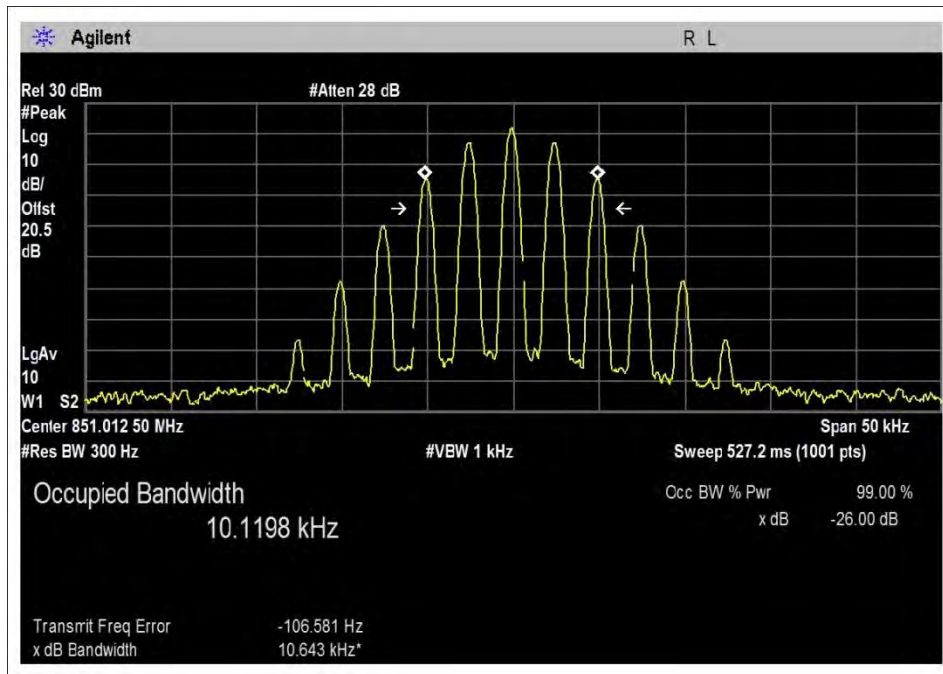 Agilent R L
Ref 30 dBm #Atten 28 dB
#Peak
Log
10
dB/
Offst
20.5
dB
LgAv
10
W1 S2
Center 851.012 50 MHz Span 50 kHz
#Res BW 300 Hz #VBW 1 kHz Sweep 527.2 ms (1001 pts)
Occupied Bandwidth Occ BW % Pwr 99.00 %
10.1198 kHz x dB -26.00 dB
Transmit Freq Error -106.581 Hz
x dB Bandwidth 10.643 kHz*